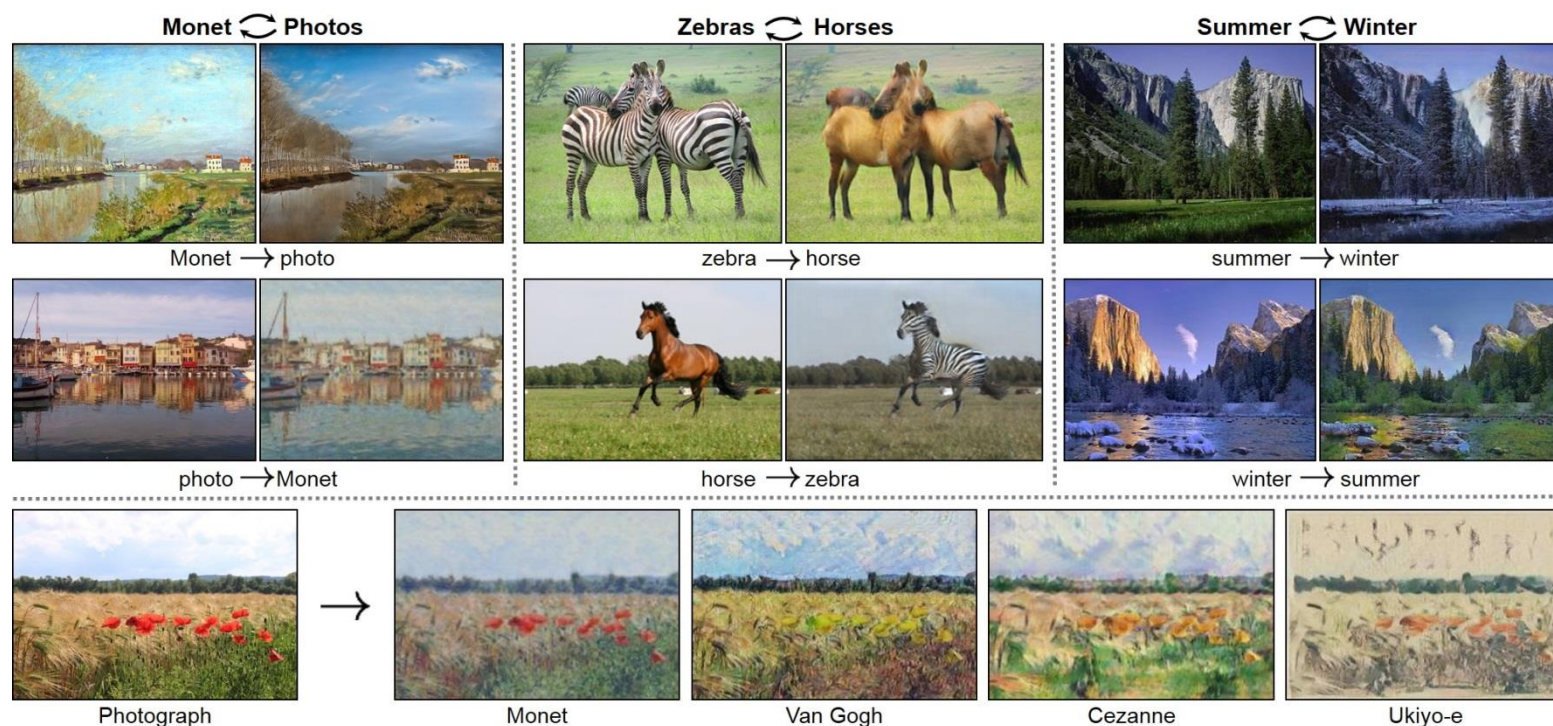 Monet Photos
Zebras Horses
Summer Winter
Monet → photo
zebra → horse
summer → winter
photo → Monet
horse → zebra
winter → summer
Photograph
Monet
Van Gogh
Cezanne
Ukiyo-e